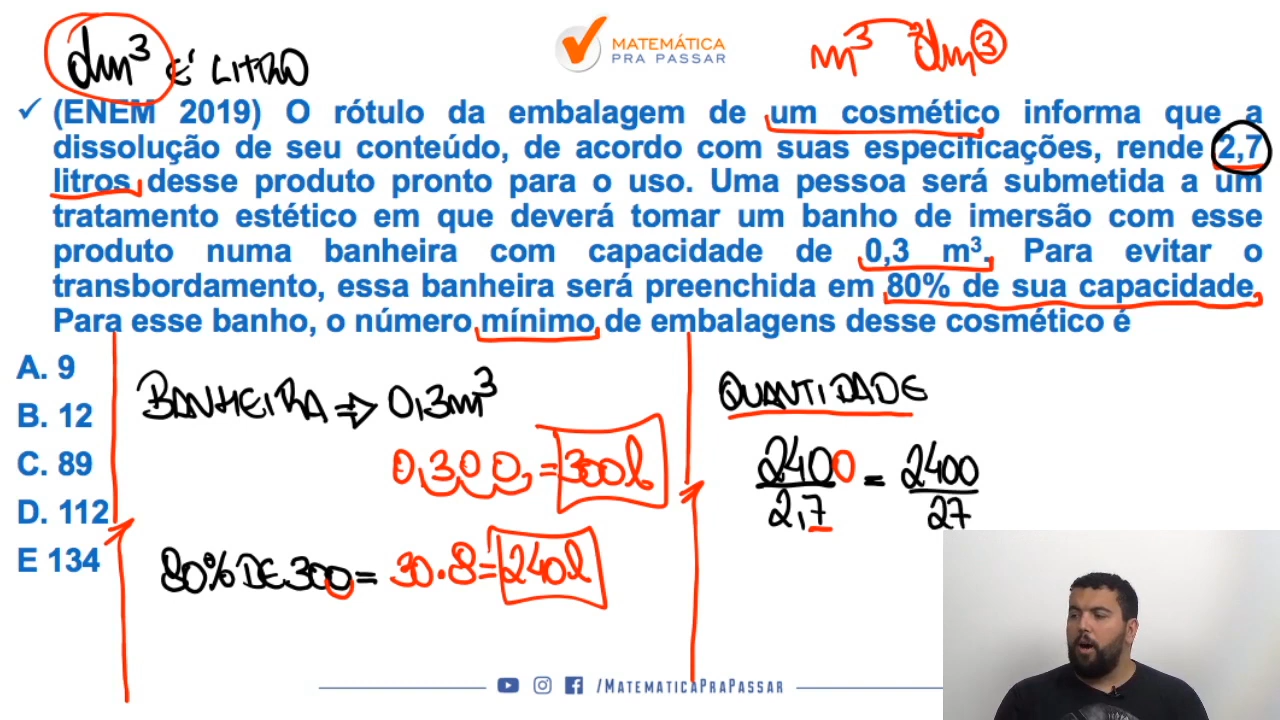 dm³ É LITRO
MATEMÁTICA
PRA PASSAR
m³ dm³
✓ (ENEM 2019) O rótulo da embalagem de um cosmético informa que a
dissolução de seu conteúdo, de acordo com suas especificações, rende 2,7
litros desse produto pronto para o uso. Uma pessoa será submetida a um
tratamento estético em que deverá tomar um banho de imersão com esse
produto numa banheira com capacidade de 0,3 m³. Para evitar o
transbordamento, essa banheira será preenchida em 80% de sua capacidade.
Para esse banho, o número mínimo de embalagens desse cosmético é
A. 9
B. 12
C. 89
D. 112
E 134
BANHEIRA ⇒ 0,3m³
0,300, = 300l
80% DE 300 = 30·8 = 240l
QUANTIDADE
2400/2,7 = 2400/27
/MATEMATICAPRAPASSAR